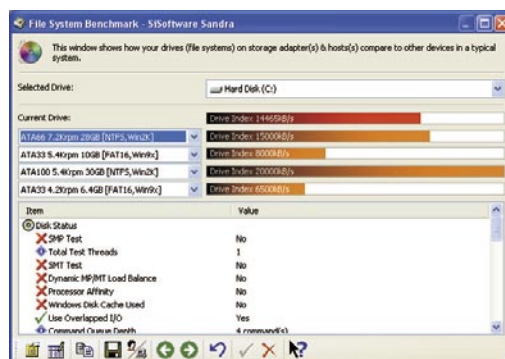 File System Benchmark - SiSoftware Sandra
This window shows how your drives (file systems) on storage adapter(s) & hosts(s) compare to other devices in a typical
system.
Selected Drive:
Hard Disk (C:)
Current Drive:
Drive Index 14465kB/s
ATA66 7.2Krpm 28GB [NTFS,Win2K]
Drive Index 15000kB/s
ATA33 5.4Krpm 10GB [FAT16,Win9x]
Drive Index 8000kB/s
ATA100 5.4Krpm 30GB [NTFS,Win2K]
Drive Index 20000kB/s
ATA33 4.2Krpm 6.4GB [FAT16,Win9x]
Drive Index 6500kB/s
Item Value
Disk Status
SMP Test No
Total Test Threads 1
SMT Test No
Dynamic MP/MT Load Balance No
Processor Affinity No
Windows Disk Cache Used No
Use Overlapped I/O Yes
Command Queue Depth 4 command(s)